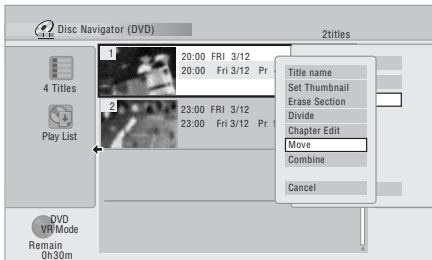 Disc Navigator (DVD)
2titles
4 Titles
Play List
DVD
VR Mode
Remain
0h30m
1
20:00 FRI 3/12
20:00 Fri 3/12 Pr
2
23:00 FRI 3/12
23:00 Fri 3/12 Pr
Title name
Set Thumbnail
Erase Section
Divide
Chapter Edit
Move
Combine
Cancel